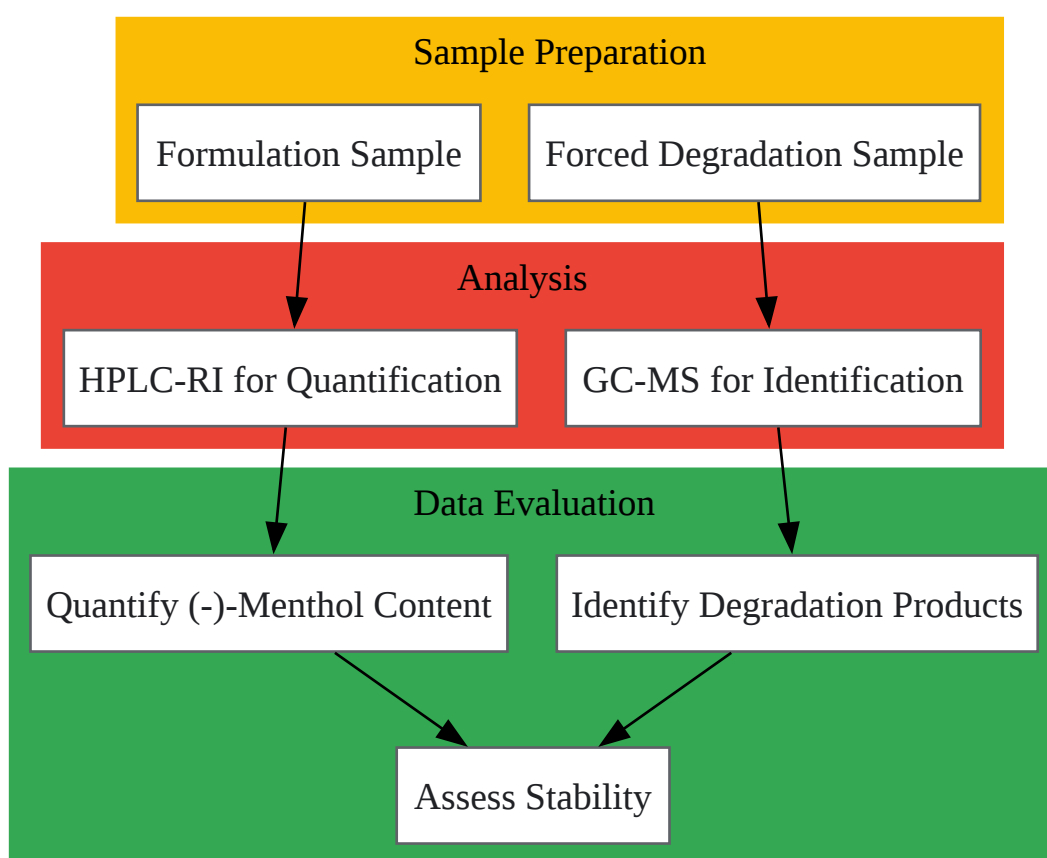 Sample Preparation
Formulation Sample
Forced Degradation Sample
Analysis
HPLC-RI for Quantification
GC-MS for Identification
Data Evaluation
Quantify (-)-Menthol Content
Identify Degradation Products
Assess Stability